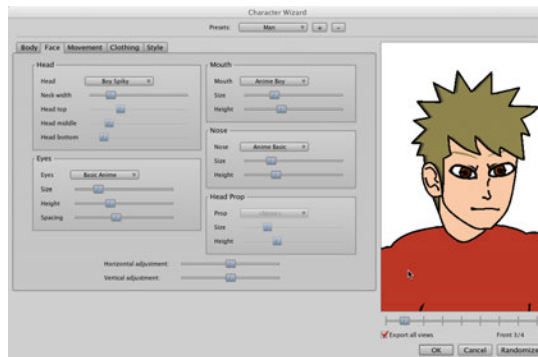 Character Wizard
Presets: Man + -
Body Face Movement Clothing Style
Head
Head Boy Spiky
Neck width
Head top
Head middle
Head bottom
Eyes
Eyes Basic Anime
Size
Height
Spacing
Mouth
Mouth Anime Boy
Size
Height
Nose
Nose Anime Basic
Size
Height
Head Prop
Prop <None>
Size
Height
Horizontal adjustment:
Vertical adjustment:
Export all views Front 3/4
OK Cancel Randomize